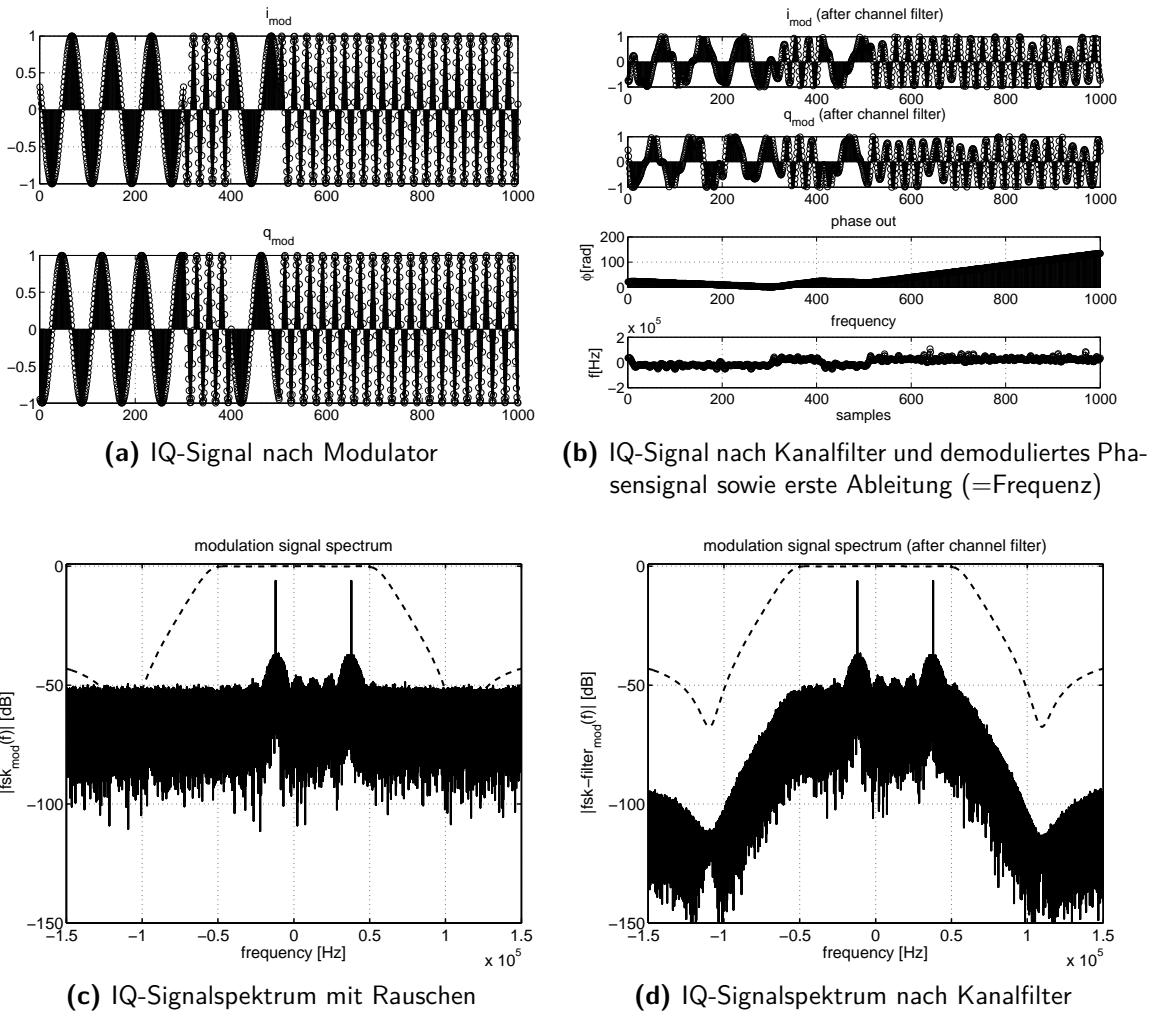 i_mod
1
0.5
0
−0.5
−1
0 200 400 600 800 1000
q_mod
1
0.5
0
−0.5
−1
0 200 400 600 800 1000
(a) IQ-Signal nach Modulator
i_mod (after channel filter)
1
0
−1
0 200 400 600 800 1000
q_mod (after channel filter)
1
0
−1
0 200 400 600 800 1000
phase out
ϕ[rad]
200
100
0
0 200 400 600 800 1000
x 10^5
frequency
f[Hz]
2
0
−2
0 200 400 600 800 1000
samples
(b) IQ-Signal nach Kanalfilter und demoduliertes Pha-
sensignal sowie erste Ableitung (=Frequenz)
modulation signal spectrum
|fsk_mod(f)| [dB]
0
−50
−100
−150
−1.5 −1 −0.5 0 0.5 1 1.5
frequency [Hz]
x 10^5
(c) IQ-Signalspektrum mit Rauschen
modulation signal spectrum (after channel filter)
|fsk−filter_mod(f)| [dB]
0
−50
−100
−150
−1.5 −1 −0.5 0 0.5 1 1.5
frequency [Hz]
x 10^5
(d) IQ-Signalspektrum nach Kanalfilter